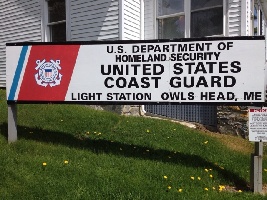 U.S. DEPARTMENT OF
HOMELAND SECURITY
UNITED STATES
COAST GUARD
LIGHT STATION OWLS HEAD, ME